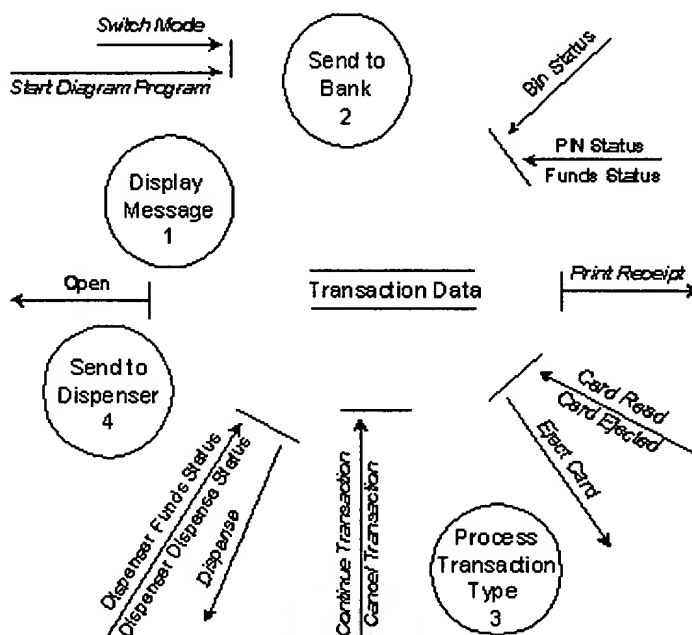 Switch Mode
Start Diagram Program
Send to
Bank
2
Bin Status
PIN Status
Funds Status
Display
Message
1
Open
Transaction Data
Print Receipt
Send to
Dispenser
4
Card Read
Card Ejected
Eject Card
Dispenser Funds Status
Dispenser Dispense Status
Dispense
Continue Transaction
Cancel Transaction
Process
Transaction
Type
3